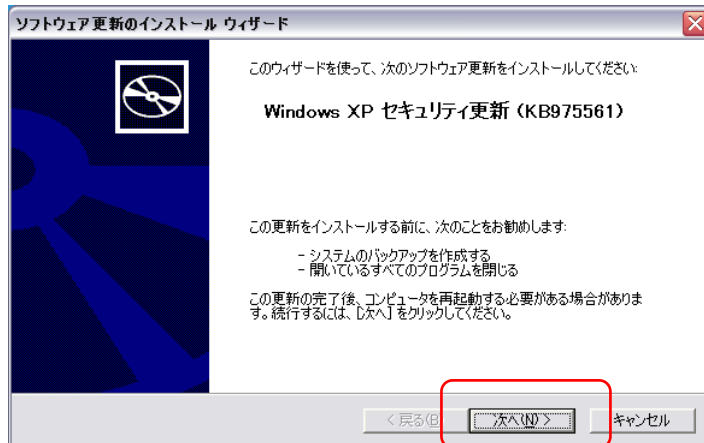 ソフトウェア更新のインストール ウィザード
このウィザードを使って、次のソフトウェア更新をインストールしてください:
Windows XP セキュリティ更新 (KB975561)
この更新をインストールする前に、次のことをお勧めします:
- システムのバックアップを作成する
- 開いているすべてのプログラムを閉じる
この更新の完了後、コンピュータを再起動する必要がある場合がありま
す。続行するには、[次へ] をクリックしてください。
< 戻る(B
次へ(N) >
キャンセル